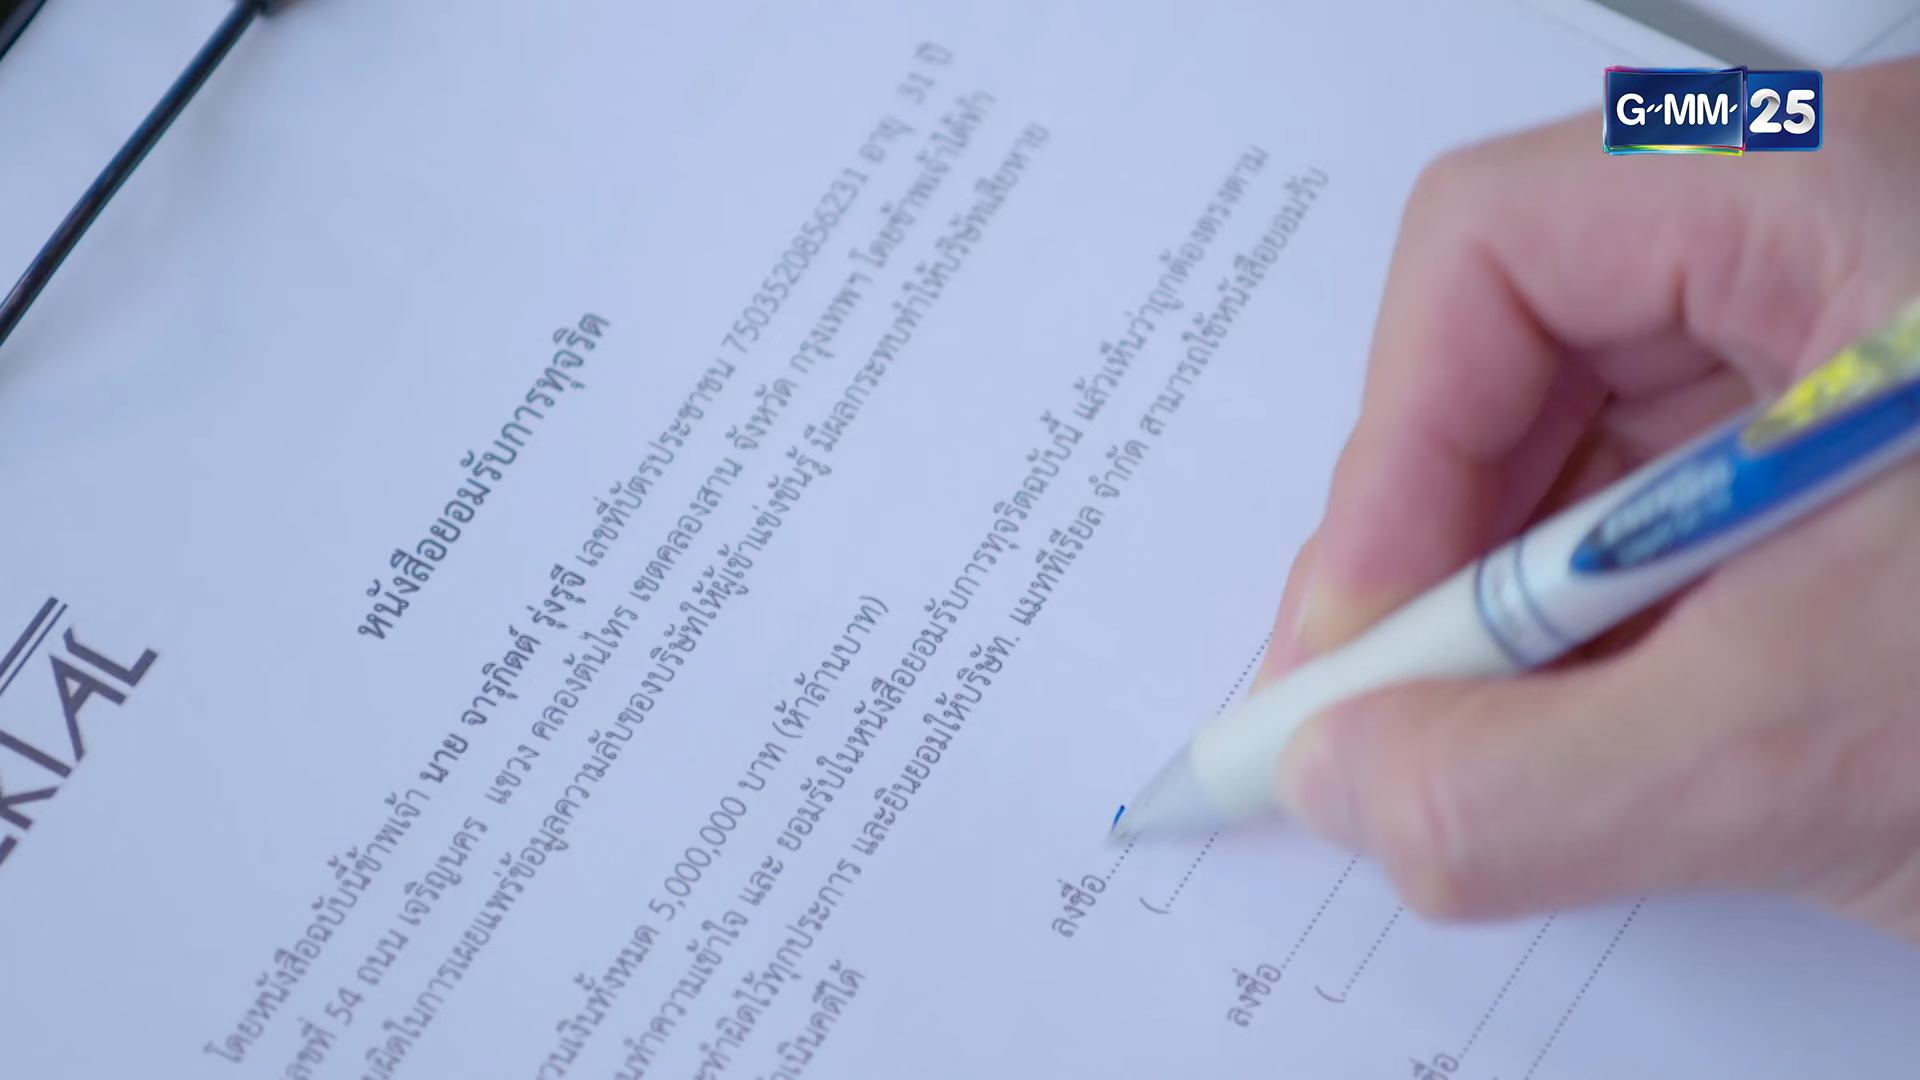 GMM 25
ERIAL
หนังสือยอมรับการทุจริต
โดยหนังสือฉบับนี้ข้าพเจ้า นาย จารุกิตต์ รุ่งรุจี เลขที่บัตรประชาชน 7503520856231 อายุ 31 ปี
เลขที่ 54 ถนน เจริญนคร แขวง คลองต้นไทร เขตคลองสาน จังหวัด กรุงเทพฯ โดยข้าพเจ้าได้ทำ
ผิดในการเผยแพร่ข้อมูลความลับของบริษัทให้ผู้เข้าแข่งขันรู้ มีผลกระทบทำให้บริษัทเสียหาย
วนเงินทั้งหมด 5,000,000 บาท (ห้าล้านบาท)
นทำความเข้าใจ และ ยอมรับในหนังสือยอมรับการทุจริตฉบับนี้ แล้วเห็นว่าถูกต้องตรงตาม
ะทำผิดไว้ทุกประการ และยินยอมให้บริษัท. แมททีเรียล จำกัด สามารถใช้หนังสือยอมรับ
ำเนินคดีได้
ลงชื่อ
(
ลงชื่อ
(
ชื่อ